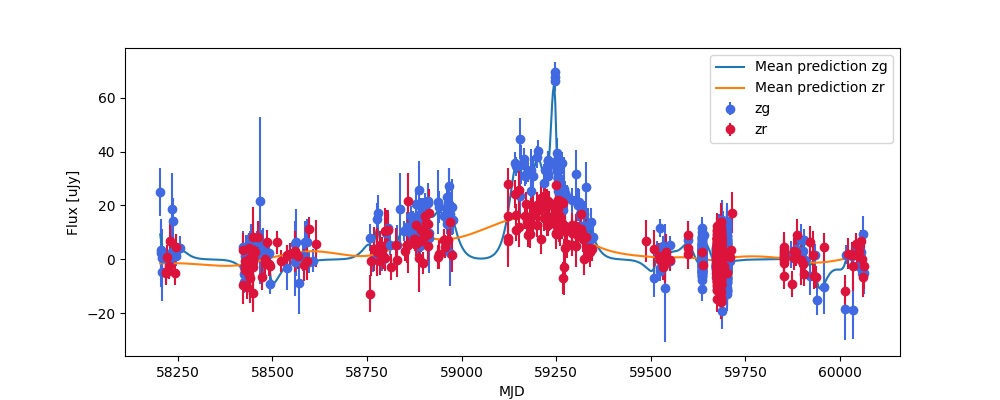 Mean prediction zg
Mean prediction zr
zg
zr
60
40
20
0
−20
Flux [uJy]
58250 58500 58750 59000 59250 59500 59750 60000
MJD